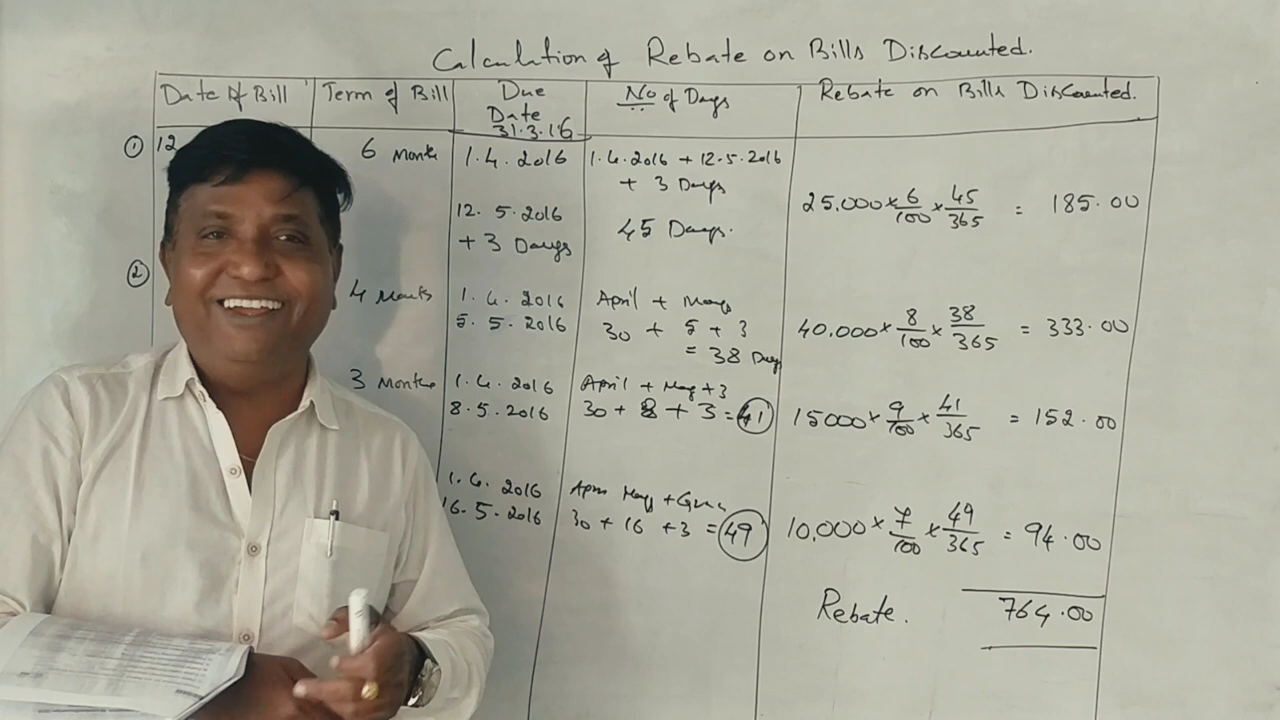 Calculation of Rebate on Bills Discounted.
Date of Bill Term of Bill Due Date 31.3.16 No of Days Rebate on Bills Discounted.
① 12 6 Month 1.4.2016 1.4.2016 + 12.5.2016
+ 3 Days
25.000 × 6/100 × 45/365 = 185.00
12.5.2016 45 Days.
+ 3 Days
②
4 Months 1.4.2016 April + May
5.5.2016 30 + 5 + 3 40.000 × 8/100 × 38/365 = 333.00
= 38 Days
3 Months 1.4.2016 April + May + 3
8.5.2016 30 + 8 + 3 = 41 15000 × 9/100 × 41/365 = 152.00
1.4.2016 May + Grace
16.5.2016 30 + 16 + 3 = 49 10,000 × 7/100 × 49/365 = 94.00
Rebate. 764.00